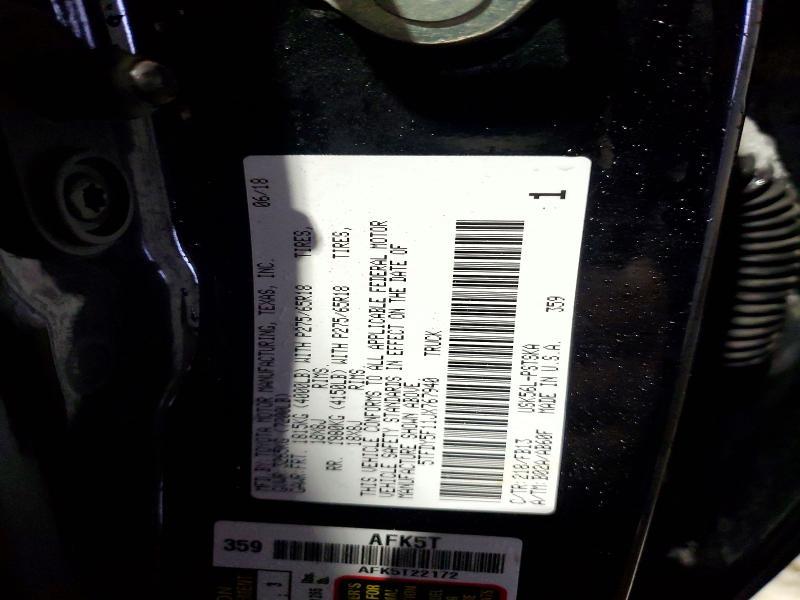 MFD BY TOYOTA MOTOR MANUFACTURING, TEXAS, INC. 06/18
GAWR FRT. 1815KG (4000LB) WITH P275/65R18 TIRES,
18X8J RIMS
RR. 1880KG (4150LB) WITH P275/65R18 TIRES,
18X8J RIMS
THIS VEHICLE CONFORMS TO ALL APPLICABLE FEDERAL MOTOR
VEHICLE SAFETY STANDARDS IN EFFECT ON THE DATE OF
MANUFACTURE SHOWN ABOVE.
TRUCK
C/TR:218/FB13
A/TM: MADE IN U.S.A. 359
1
359 AFK5T
AFK5T22172